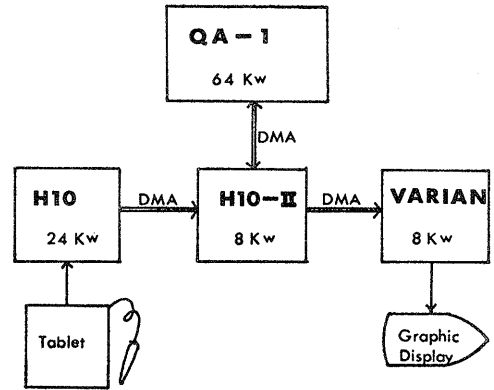 QA-1
64 Kw
DMA
H10
24 Kw
DMA
H10-II
8 Kw
DMA
VARIAN
8 Kw
Tablet
Graphic
Display